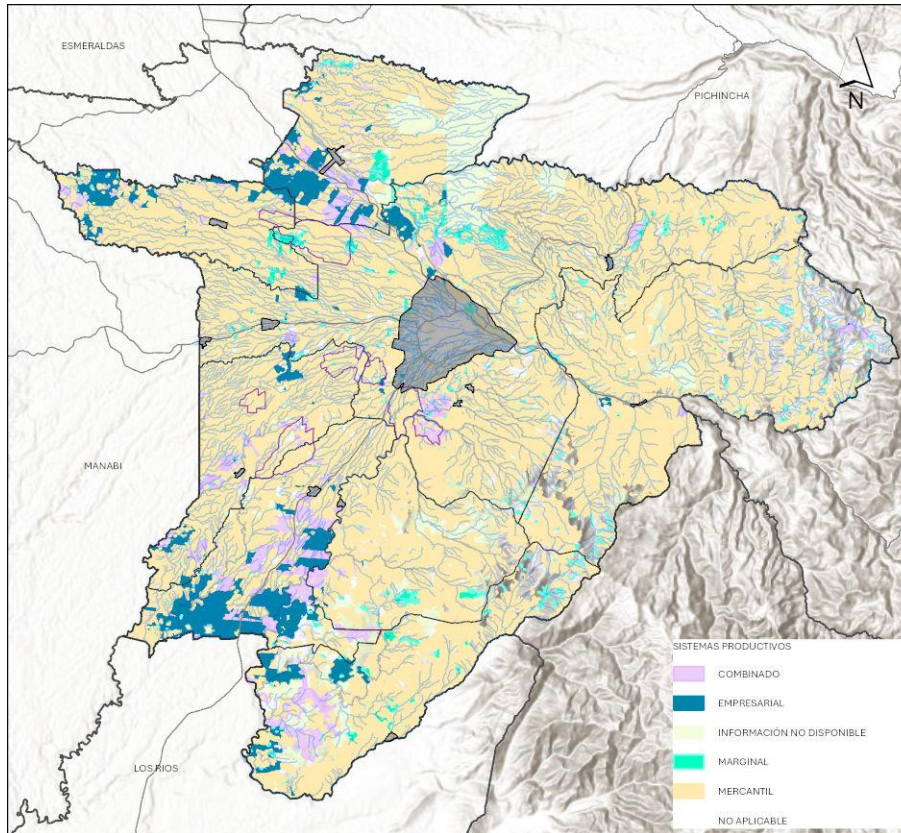 ESMERALDAS
PICHINCHA
N
MANABI
LOS RIOS
SISTEMAS PRODUCTIVOS
COMBINADO
EMPRESARIAL
INFORMACIÓN NO DISPONIBLE
MARGINAL
MERCANTIL
NO APLICABLE